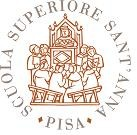 SCUOLA SUPERIORE SANT'ANNA
· PISA ·